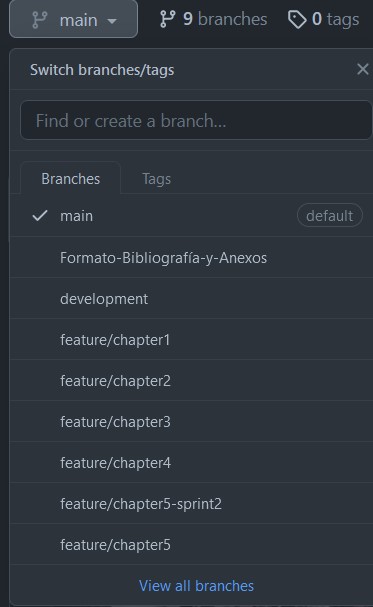 main 9 branches 0 tags
Switch branches/tags
Find or create a branch...
Branches Tags
main default
Formato-Bibliografía-y-Anexos
development
feature/chapter1
feature/chapter2
feature/chapter3
feature/chapter4
feature/chapter5-sprint2
feature/chapter5
View all branches